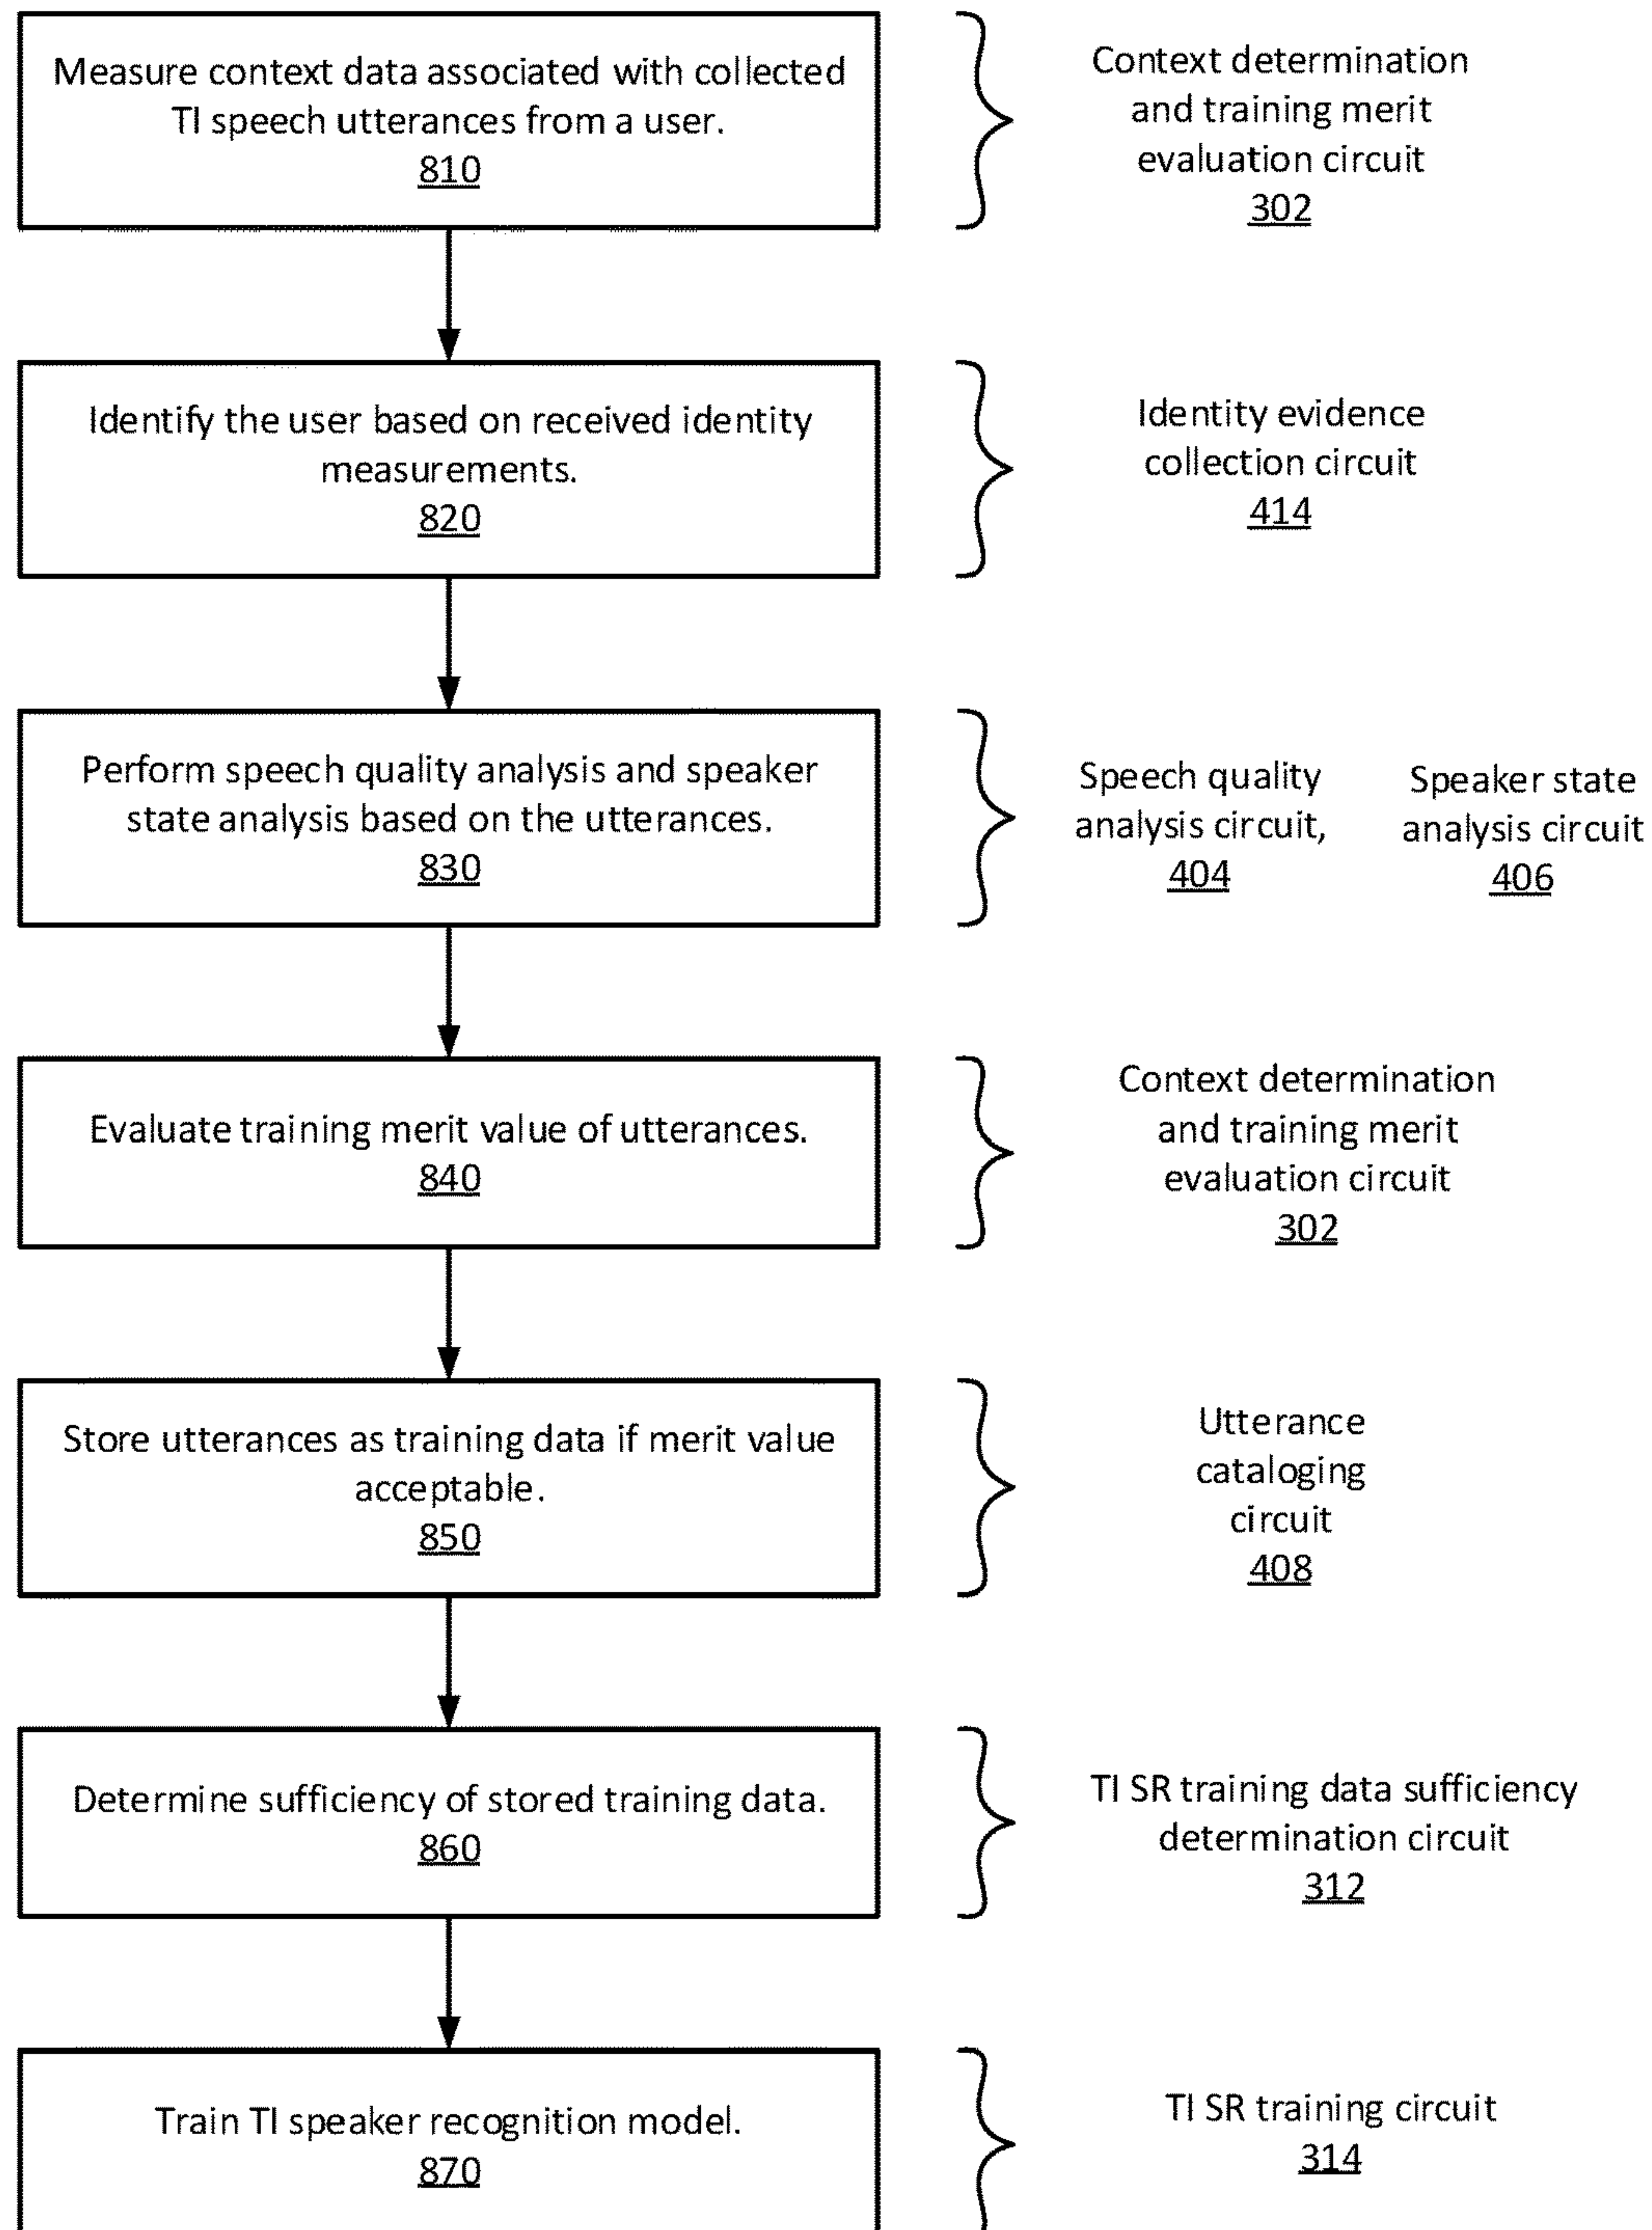 Measure context data associated with collected
TI speech utterances from a user.
810
Context determination
and training merit
evaluation circuit
302
Identify the user based on received identity
measurements.
820
Identity evidence
collection circuit
414
Perform speech quality analysis and speaker
state analysis based on the utterances.
830
Speech quality
analysis circuit,
404
Speaker state
analysis circuit
406
Evaluate training merit value of utterances.
840
Context determination
and training merit
evaluation circuit
302
Store utterances as training data if merit value
acceptable.
850
Utterance
cataloging
circuit
408
Determine sufficiency of stored training data.
860
TI SR training data sufficiency
determination circuit
312
Train TI speaker recognition model.
870
TI SR training circuit
314